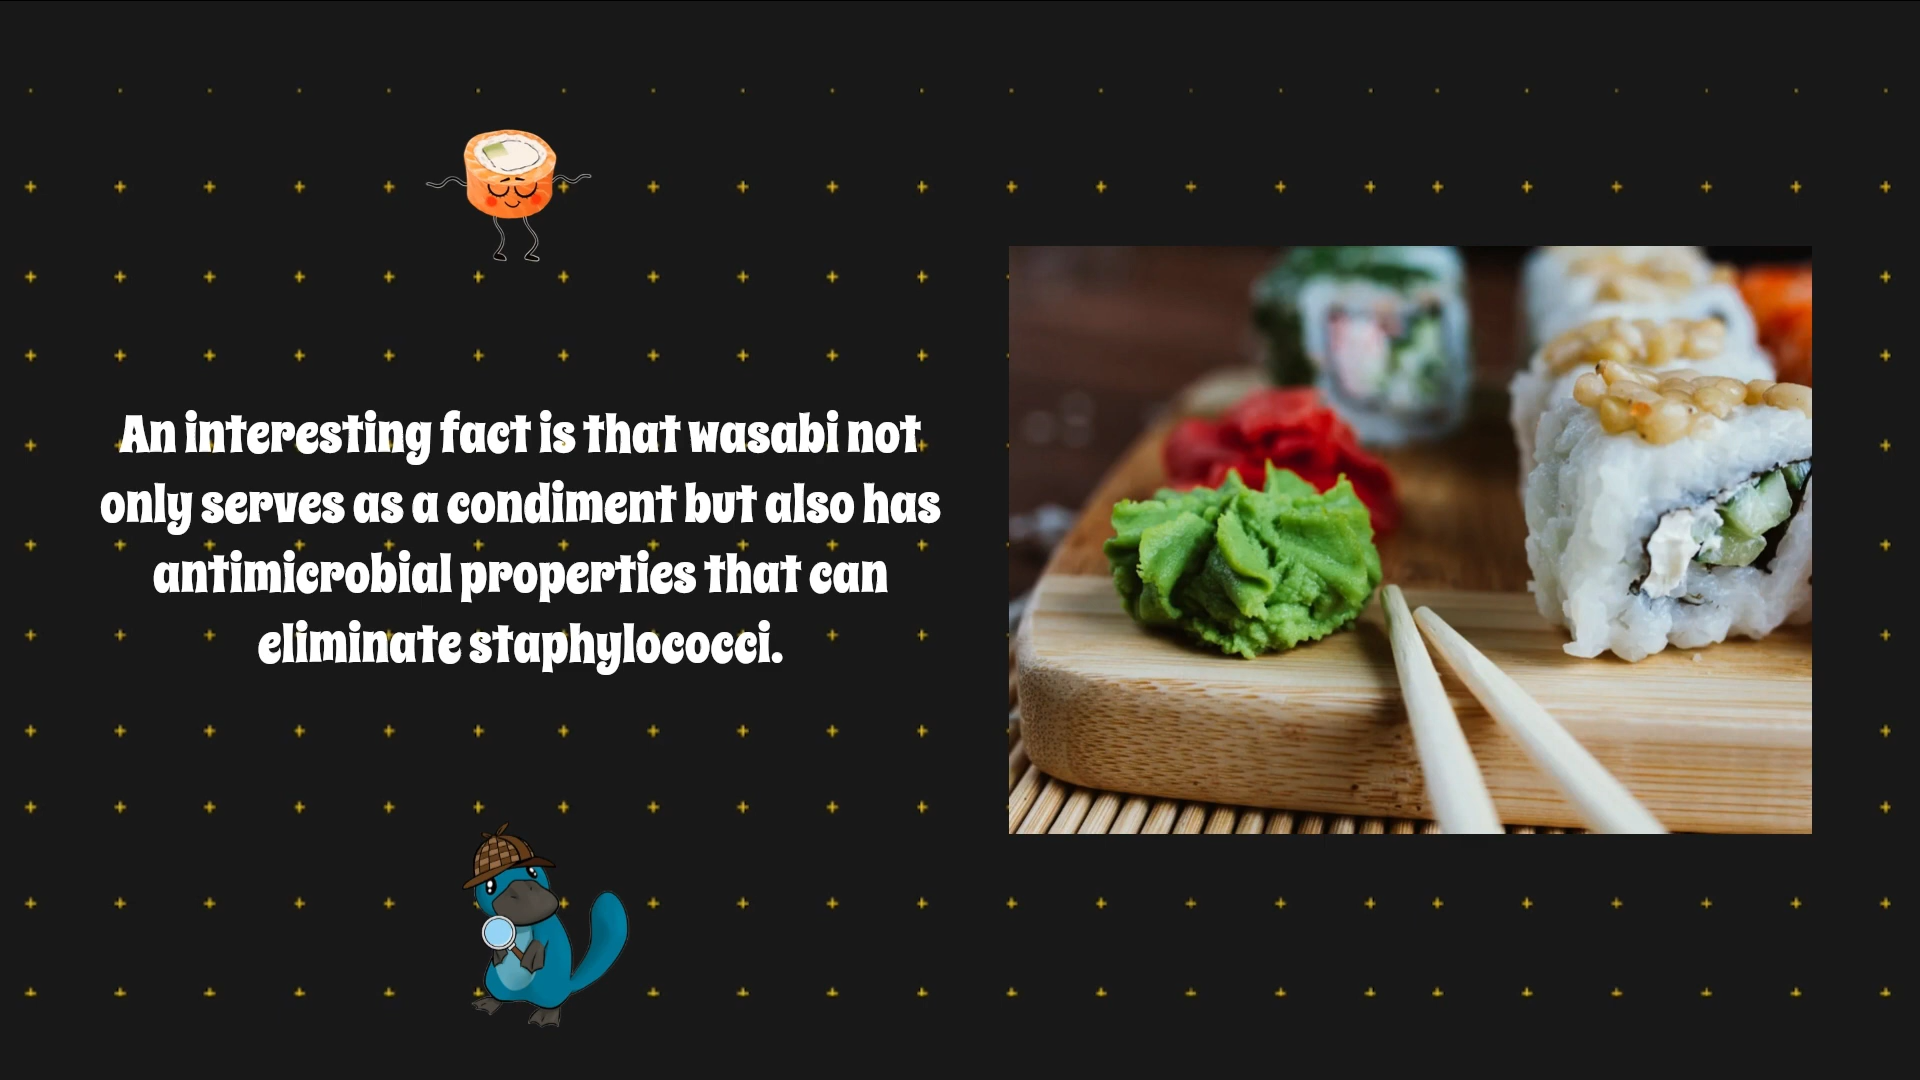 An interesting fact is that wasabi not
only serves as a condiment but also has
antimicrobial properties that can
eliminate staphylococci.